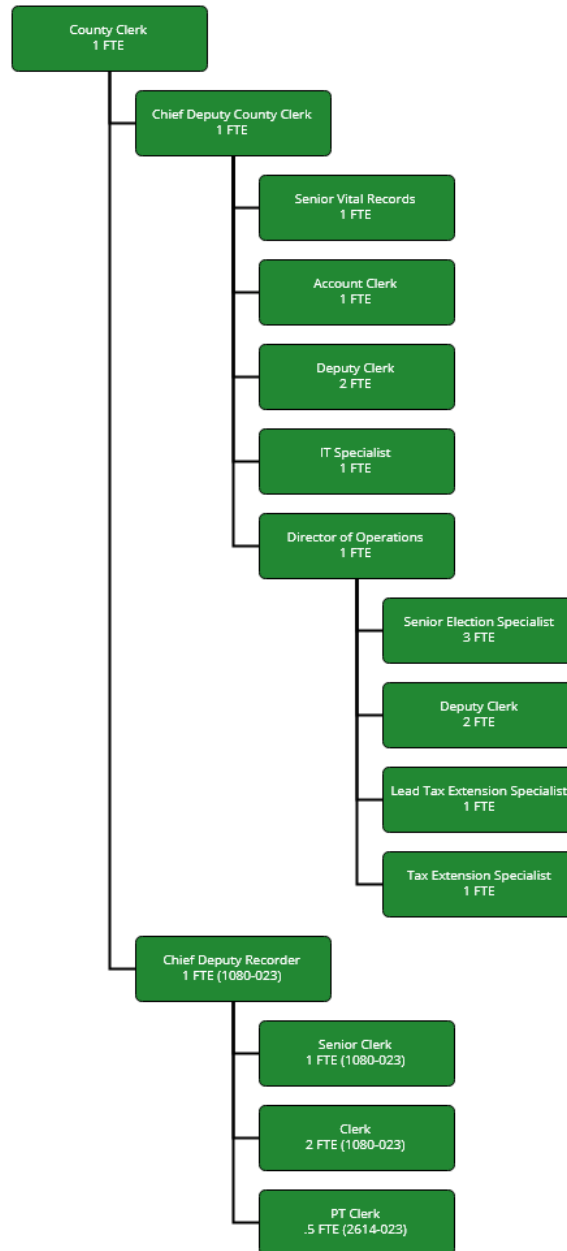 County Clerk
1 FTE
Chief Deputy County Clerk
1 FTE
Senior Vital Records
1 FTE
Account Clerk
1 FTE
Deputy Clerk
2 FTE
IT Specialist
1 FTE
Director of Operations
1 FTE
Senior Election Specialist
3 FTE
Deputy Clerk
2 FTE
Lead Tax Extension Specialist
1 FTE
Tax Extension Specialist
1 FTE
Chief Deputy Recorder
1 FTE (1080-023)
Senior Clerk
1 FTE (1080-023)
Clerk
2 FTE (1080-023)
PT Clerk
.5 FTE (2614-023)